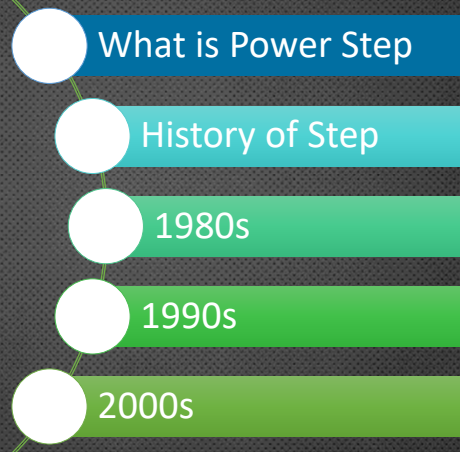 What is Power Step
History of Step
1980s
1990s
2000s